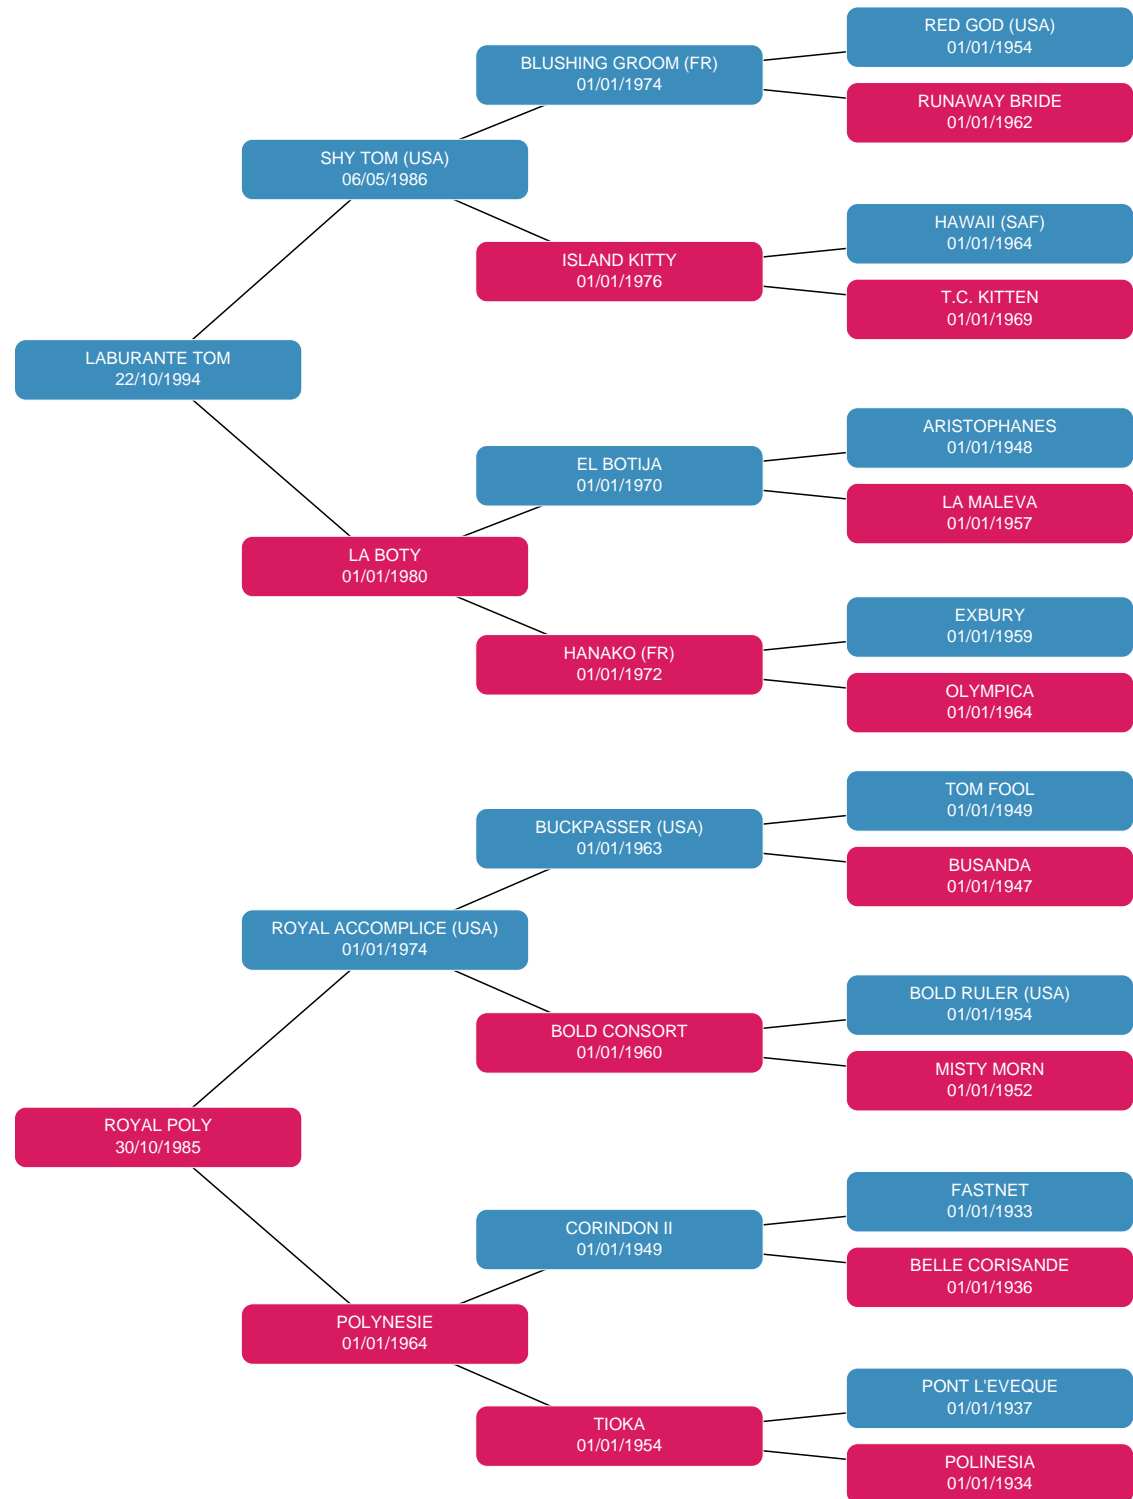 RED GOD (USA)
01/01/1954
BLUSHING GROOM (FR)
01/01/1974
RUNAWAY BRIDE
01/01/1962
SHY TOM (USA)
06/05/1986
HAWAII (SAF)
01/01/1964
ISLAND KITTY
01/01/1976
T.C. KITTEN
01/01/1969
LABURANTE TOM
22/10/1994
ARISTOPHANES
01/01/1948
EL BOTIJA
01/01/1970
LA MALEVA
01/01/1957
LA BOTY
01/01/1980
EXBURY
01/01/1959
HANAKO (FR)
01/01/1972
OLYMPICA
01/01/1964
TOM FOOL
01/01/1949
BUCKPASSER (USA)
01/01/1963
BUSANDA
01/01/1947
ROYAL ACCOMPLICE (USA)
01/01/1974
BOLD RULER (USA)
01/01/1954
BOLD CONSORT
01/01/1960
MISTY MORN
01/01/1952
ROYAL POLY
30/10/1985
FASTNET
01/01/1933
CORINDON II
01/01/1949
BELLE CORISANDE
01/01/1936
POLYNESIE
01/01/1964
PONT L'EVEQUE
01/01/1937
TIOKA
01/01/1954
POLINESIA
01/01/1934